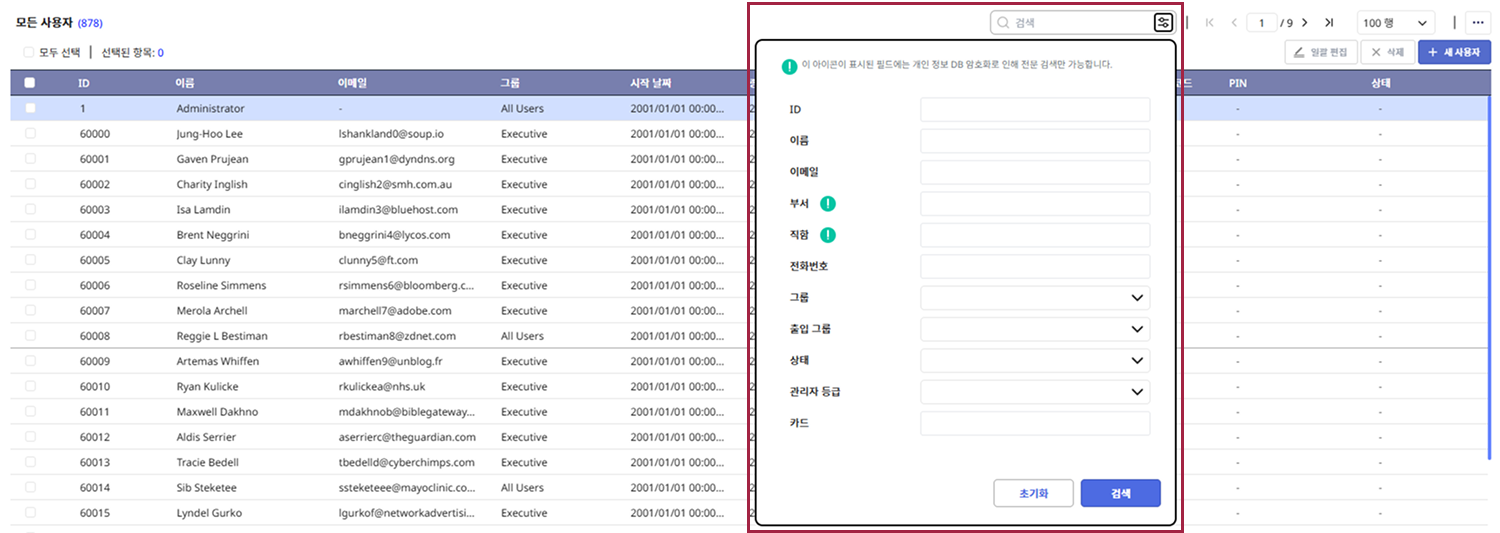 모든 사용자 (878)
검색
1 / 9
100 행
모두 선택 선택된 항목: 0
일괄 편집 삭제 + 새 사용자
ID 이름 이메일 그룹 시작 날짜 PIN 상태
1 Administrator - All Users 2001/01/01 00:00... - -
60000 Jung-Hoo Lee lshankland0@soup.io Executive 2001/01/01 00:00... - -
60001 Gaven Prujean gprujean1@dyndns.org Executive 2001/01/01 00:00... - -
60002 Charity Inglish cinglish2@smh.com.au Executive 2001/01/01 00:00... - -
60003 Isa Lamdin ilamdin3@bluehost.com Executive 2001/01/01 00:00... - -
60004 Brent Neggrini bneggrini4@lycos.com Executive 2001/01/01 00:00... - -
60005 Clay Lunny clunny5@ft.com Executive 2001/01/01 00:00... - -
60006 Roseline Simmens rsimmens6@bloomberg.c... Executive 2001/01/01 00:00... - -
60007 Merola Archell marchell7@adobe.com Executive 2001/01/01 00:00... - -
60008 Reggie L Bestiman rbestiman8@zdnet.com All Users 2001/01/01 00:00... - -
60009 Artemas Whiffen awhiffen9@unblog.fr Executive 2001/01/01 00:00... - -
60010 Ryan Kulicke rkulickea@nhs.uk Executive 2001/01/01 00:00... - -
60011 Maxwell Dakhno mdakhnob@biblegateway... Executive 2001/01/01 00:00... - -
60012 Aldis Serrier aserrierc@theguardian.com Executive 2001/01/01 00:00... - -
60013 Tracie Bedell tbedelld@cyberchimps.com Executive 2001/01/01 00:00... - -
60014 Sib Steketee ssteketeee@mayoclinic.co... All Users 2001/01/01 00:00... - -
60015 Lyndel Gurko lgurkof@networkadvertisi... Executive 2001/01/01 00:00... - -
이 아이콘이 표시된 필드에는 개인 정보 DB 암호화로 인해 전문 검색만 가능합니다.
ID
이름
이메일
부서
직함
전화번호
그룹
출입 그룹
상태
관리자 등급
카드
초기화 검색